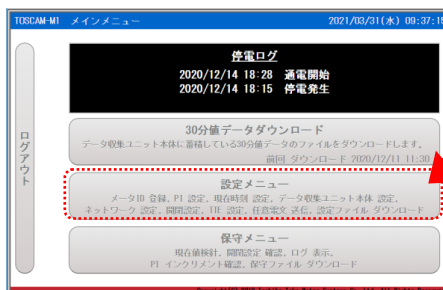 TOSCAM-M1 メインメニュー 2021/03/31(水) 09:37:15
停電ログ
2020/12/14 18:28 通電開始
2020/12/14 18:15 停電発生
ログアウト
30分値データダウンロード
データ収集ユニット本体に蓄積している30分値データのファイルをダウンロードします。
前回 ダウンロード 2020/12/11 11:30
設定メニュー
メータID 登録、PI 設定、現在時刻 設定、データ収集ユニット本体 設定、
ネットワーク 設定、開閉設定、TIE 設定、任意電文 送信、設定ファイル ダウンロード
保守メニュー
現在値検針、開閉設定 確認、ログ 表示、
PI インクリメント確認、保守ファイル ダウンロード